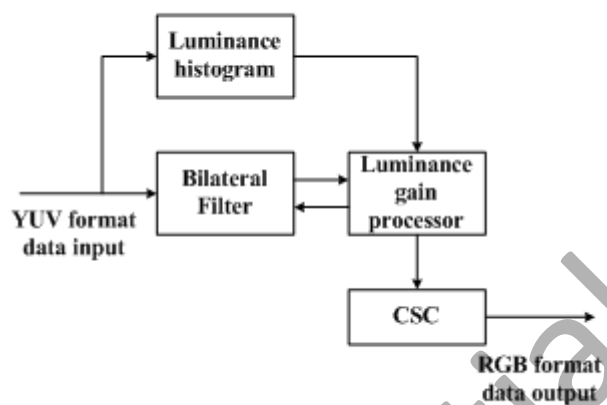 Luminance
histogram
Bilateral
Filter
Luminance
gain
processor
YUV format
data input
CSC
RGB format
data output